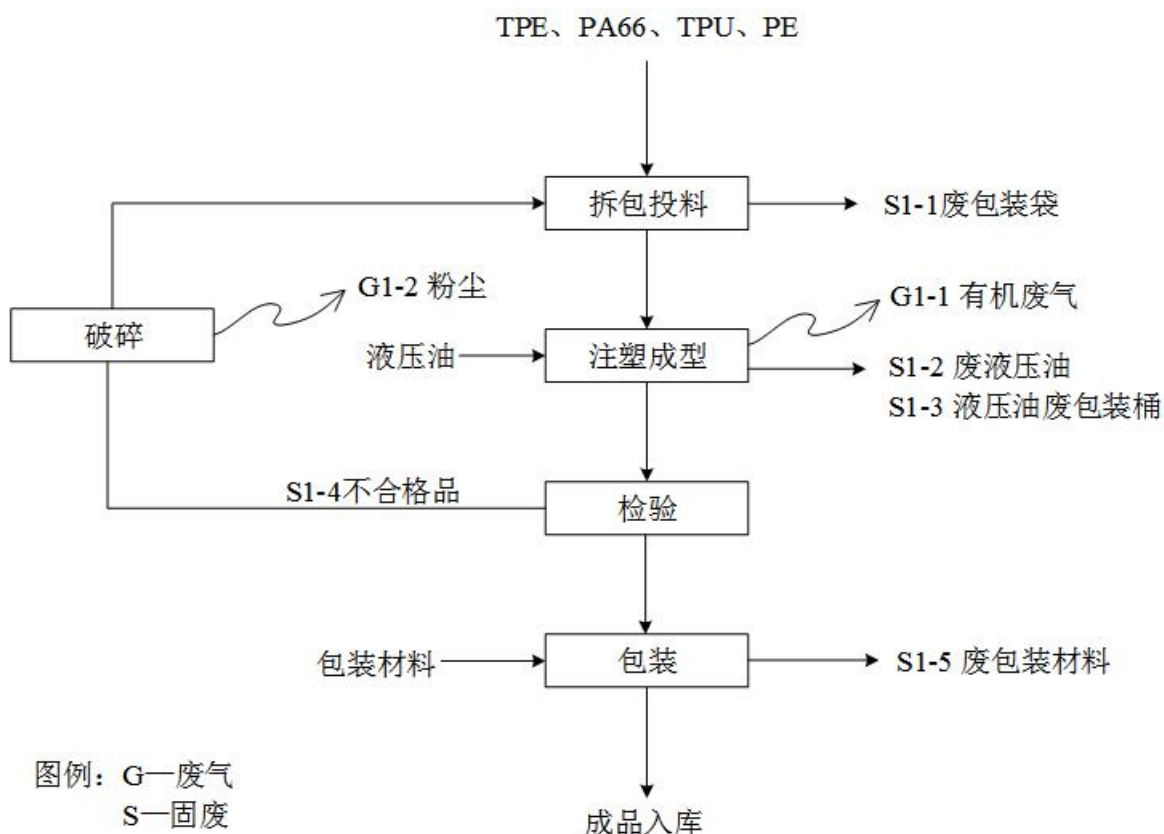 TPE、PA66、TPU、PE
拆包投料
S1-1废包装袋
G1-2 粉尘
G1-1 有机废气
破碎
液压油
注塑成型
S1-2 废液压油
S1-3 液压油废包装桶
S1-4不合格品
检验
包装材料
包装
S1-5 废包装材料
图例：G—废气
S—固废
成品入库